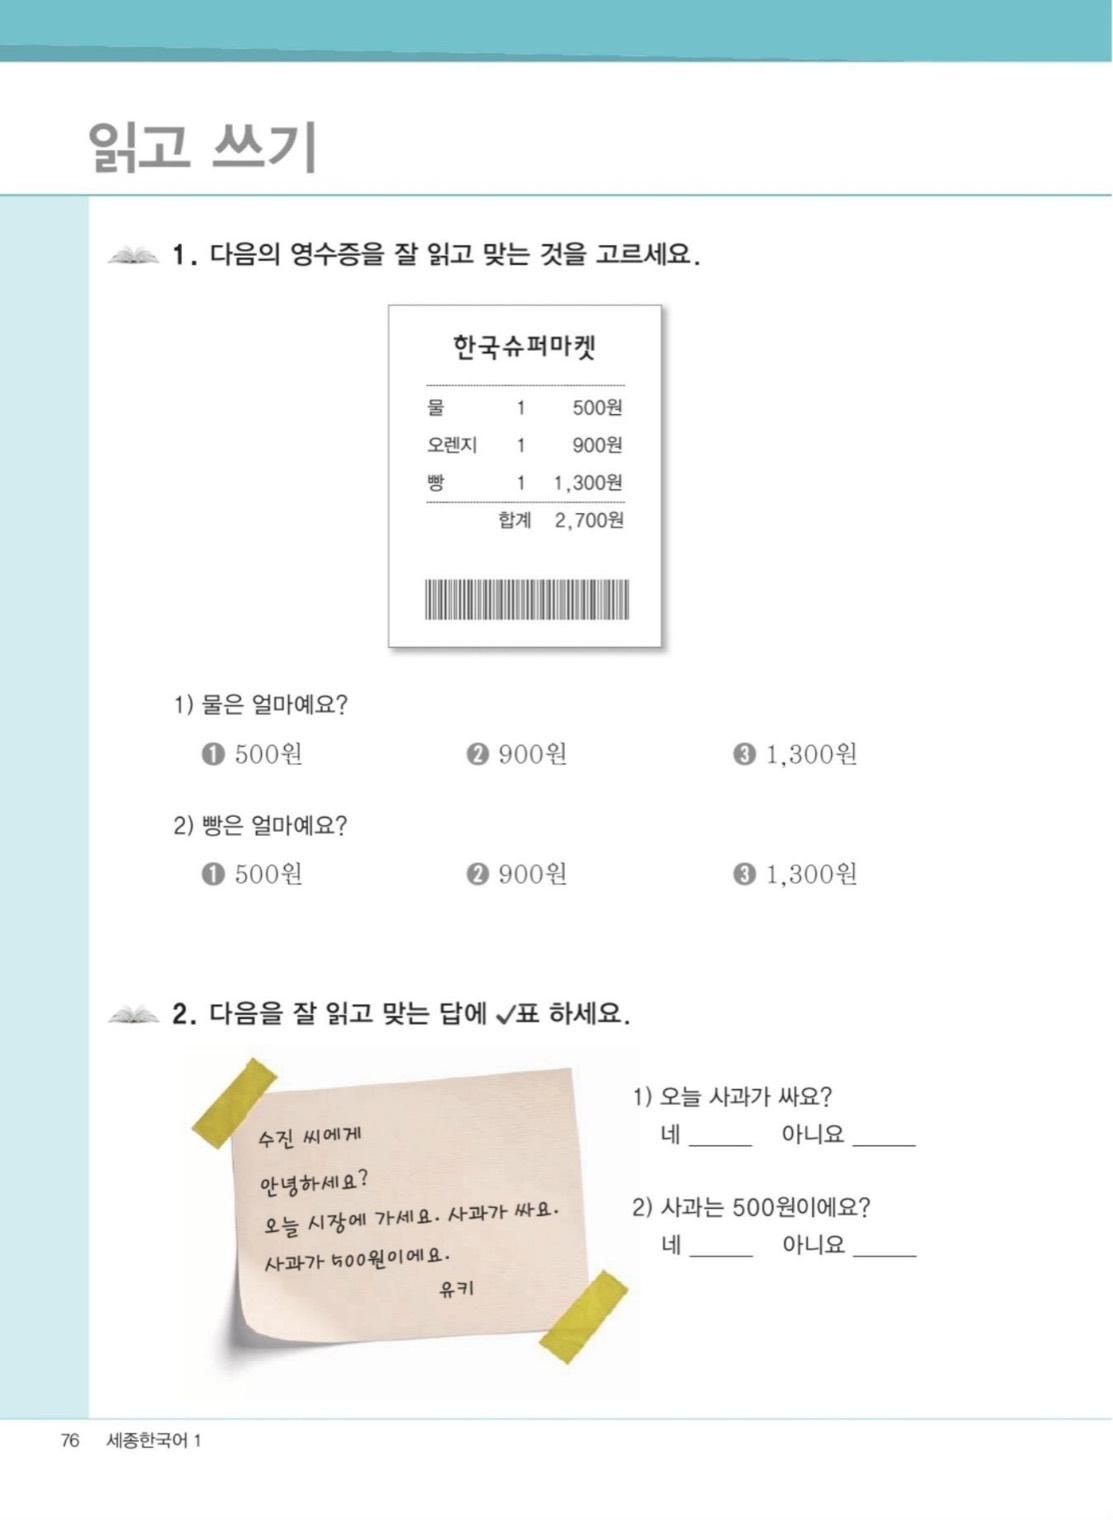 읽고 쓰기
1. 다음의 영수증을 잘 읽고 맞는 것을 고르세요.
한국슈퍼마켓
물 1 500원
오렌지 1 900원
빵 1 1,300원
합계 2,700원
1) 물은 얼마예요?
❶ 500원 ❷ 900원 ❸ 1,300원
2) 빵은 얼마예요?
❶ 500원 ❷ 900원 ❸ 1,300원
2. 다음을 잘 읽고 맞는 답에 ✓표 하세요.
수진 씨에게
안녕하세요?
오늘 시장에 가세요. 사과가 싸요.
사과가 500원이에요.
유키
1) 오늘 사과가 싸요?
네 _____ 아니요 _____
2) 사과는 500원이에요?
네 _____ 아니요 _____
76 세종한국어 1